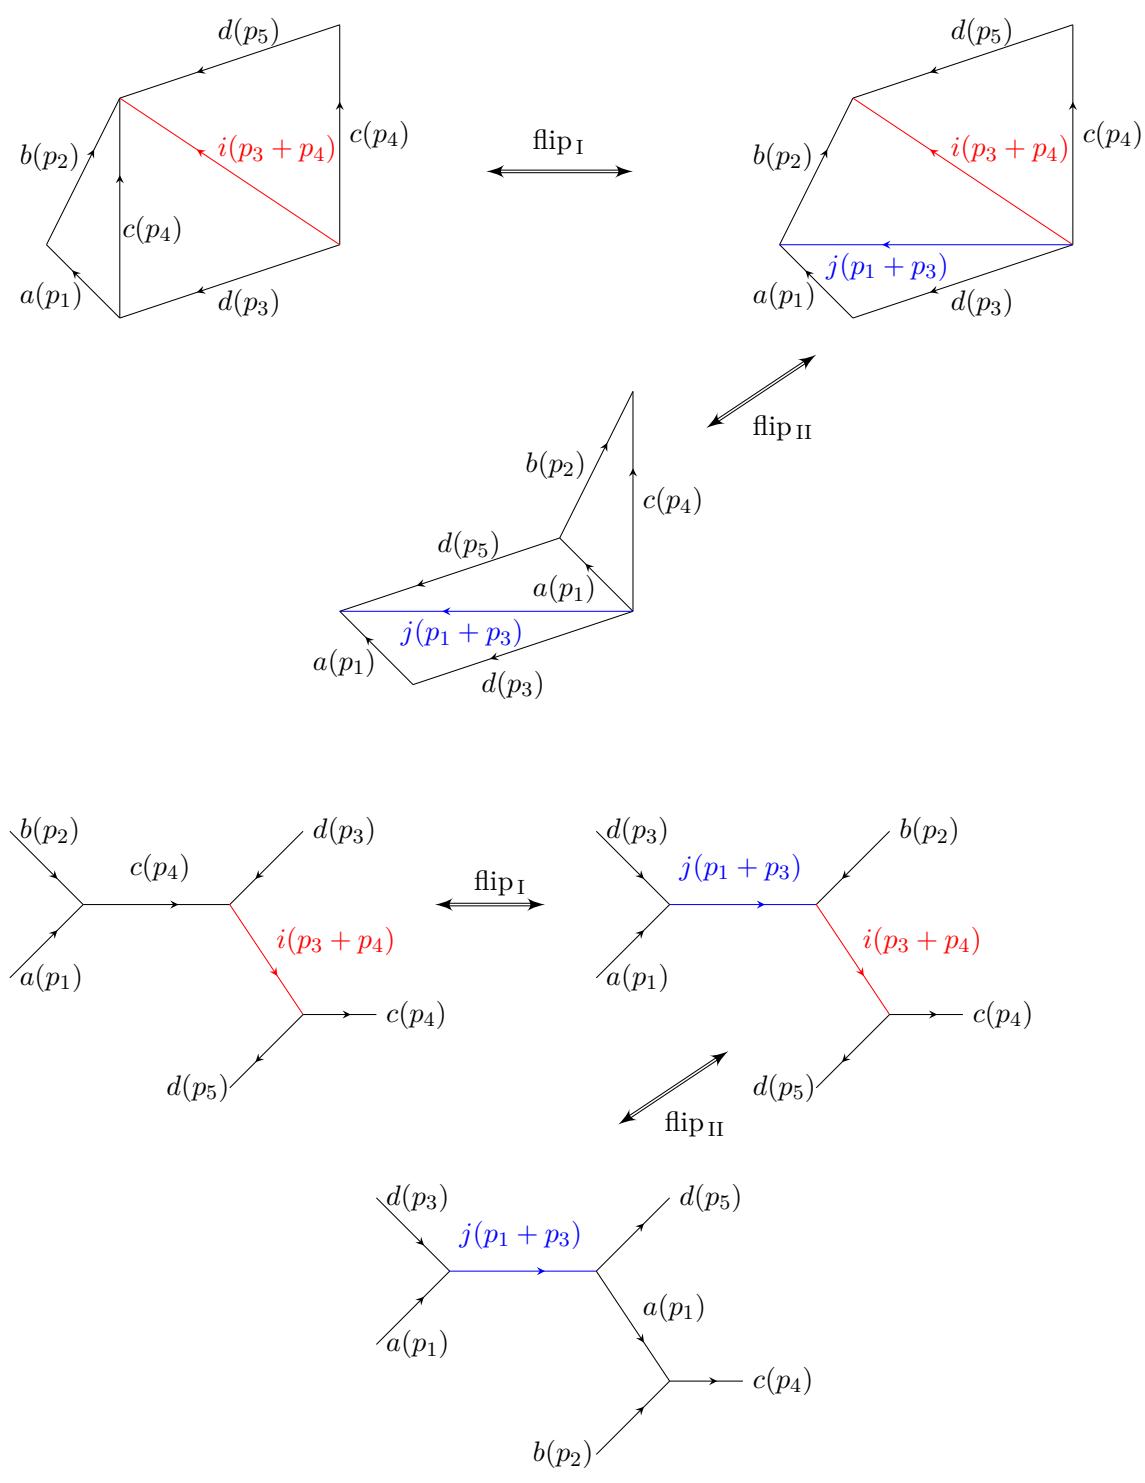 d(p₅)
d(p₅)
b(p₂)
i(p₃ + p₄)
c(p₄)
flip I
b(p₂)
i(p₃ + p₄)
c(p₄)
c(p₄)
a(p₁)
d(p₃)
j(p₁ + p₃)
a(p₁)
d(p₃)
flip II
b(p₂)
c(p₄)
d(p₅)
a(p₁)
j(p₁ + p₃)
a(p₁)
d(p₃)
b(p₂)
d(p₃)
c(p₄)
flip I
d(p₃)
b(p₂)
j(p₁ + p₃)
i(p₃ + p₄)
i(p₃ + p₄)
a(p₁)
a(p₁)
c(p₄)
c(p₄)
d(p₅)
d(p₅)
flip II
d(p₃)
d(p₅)
j(p₁ + p₃)
a(p₁)
a(p₁)
c(p₄)
b(p₂)